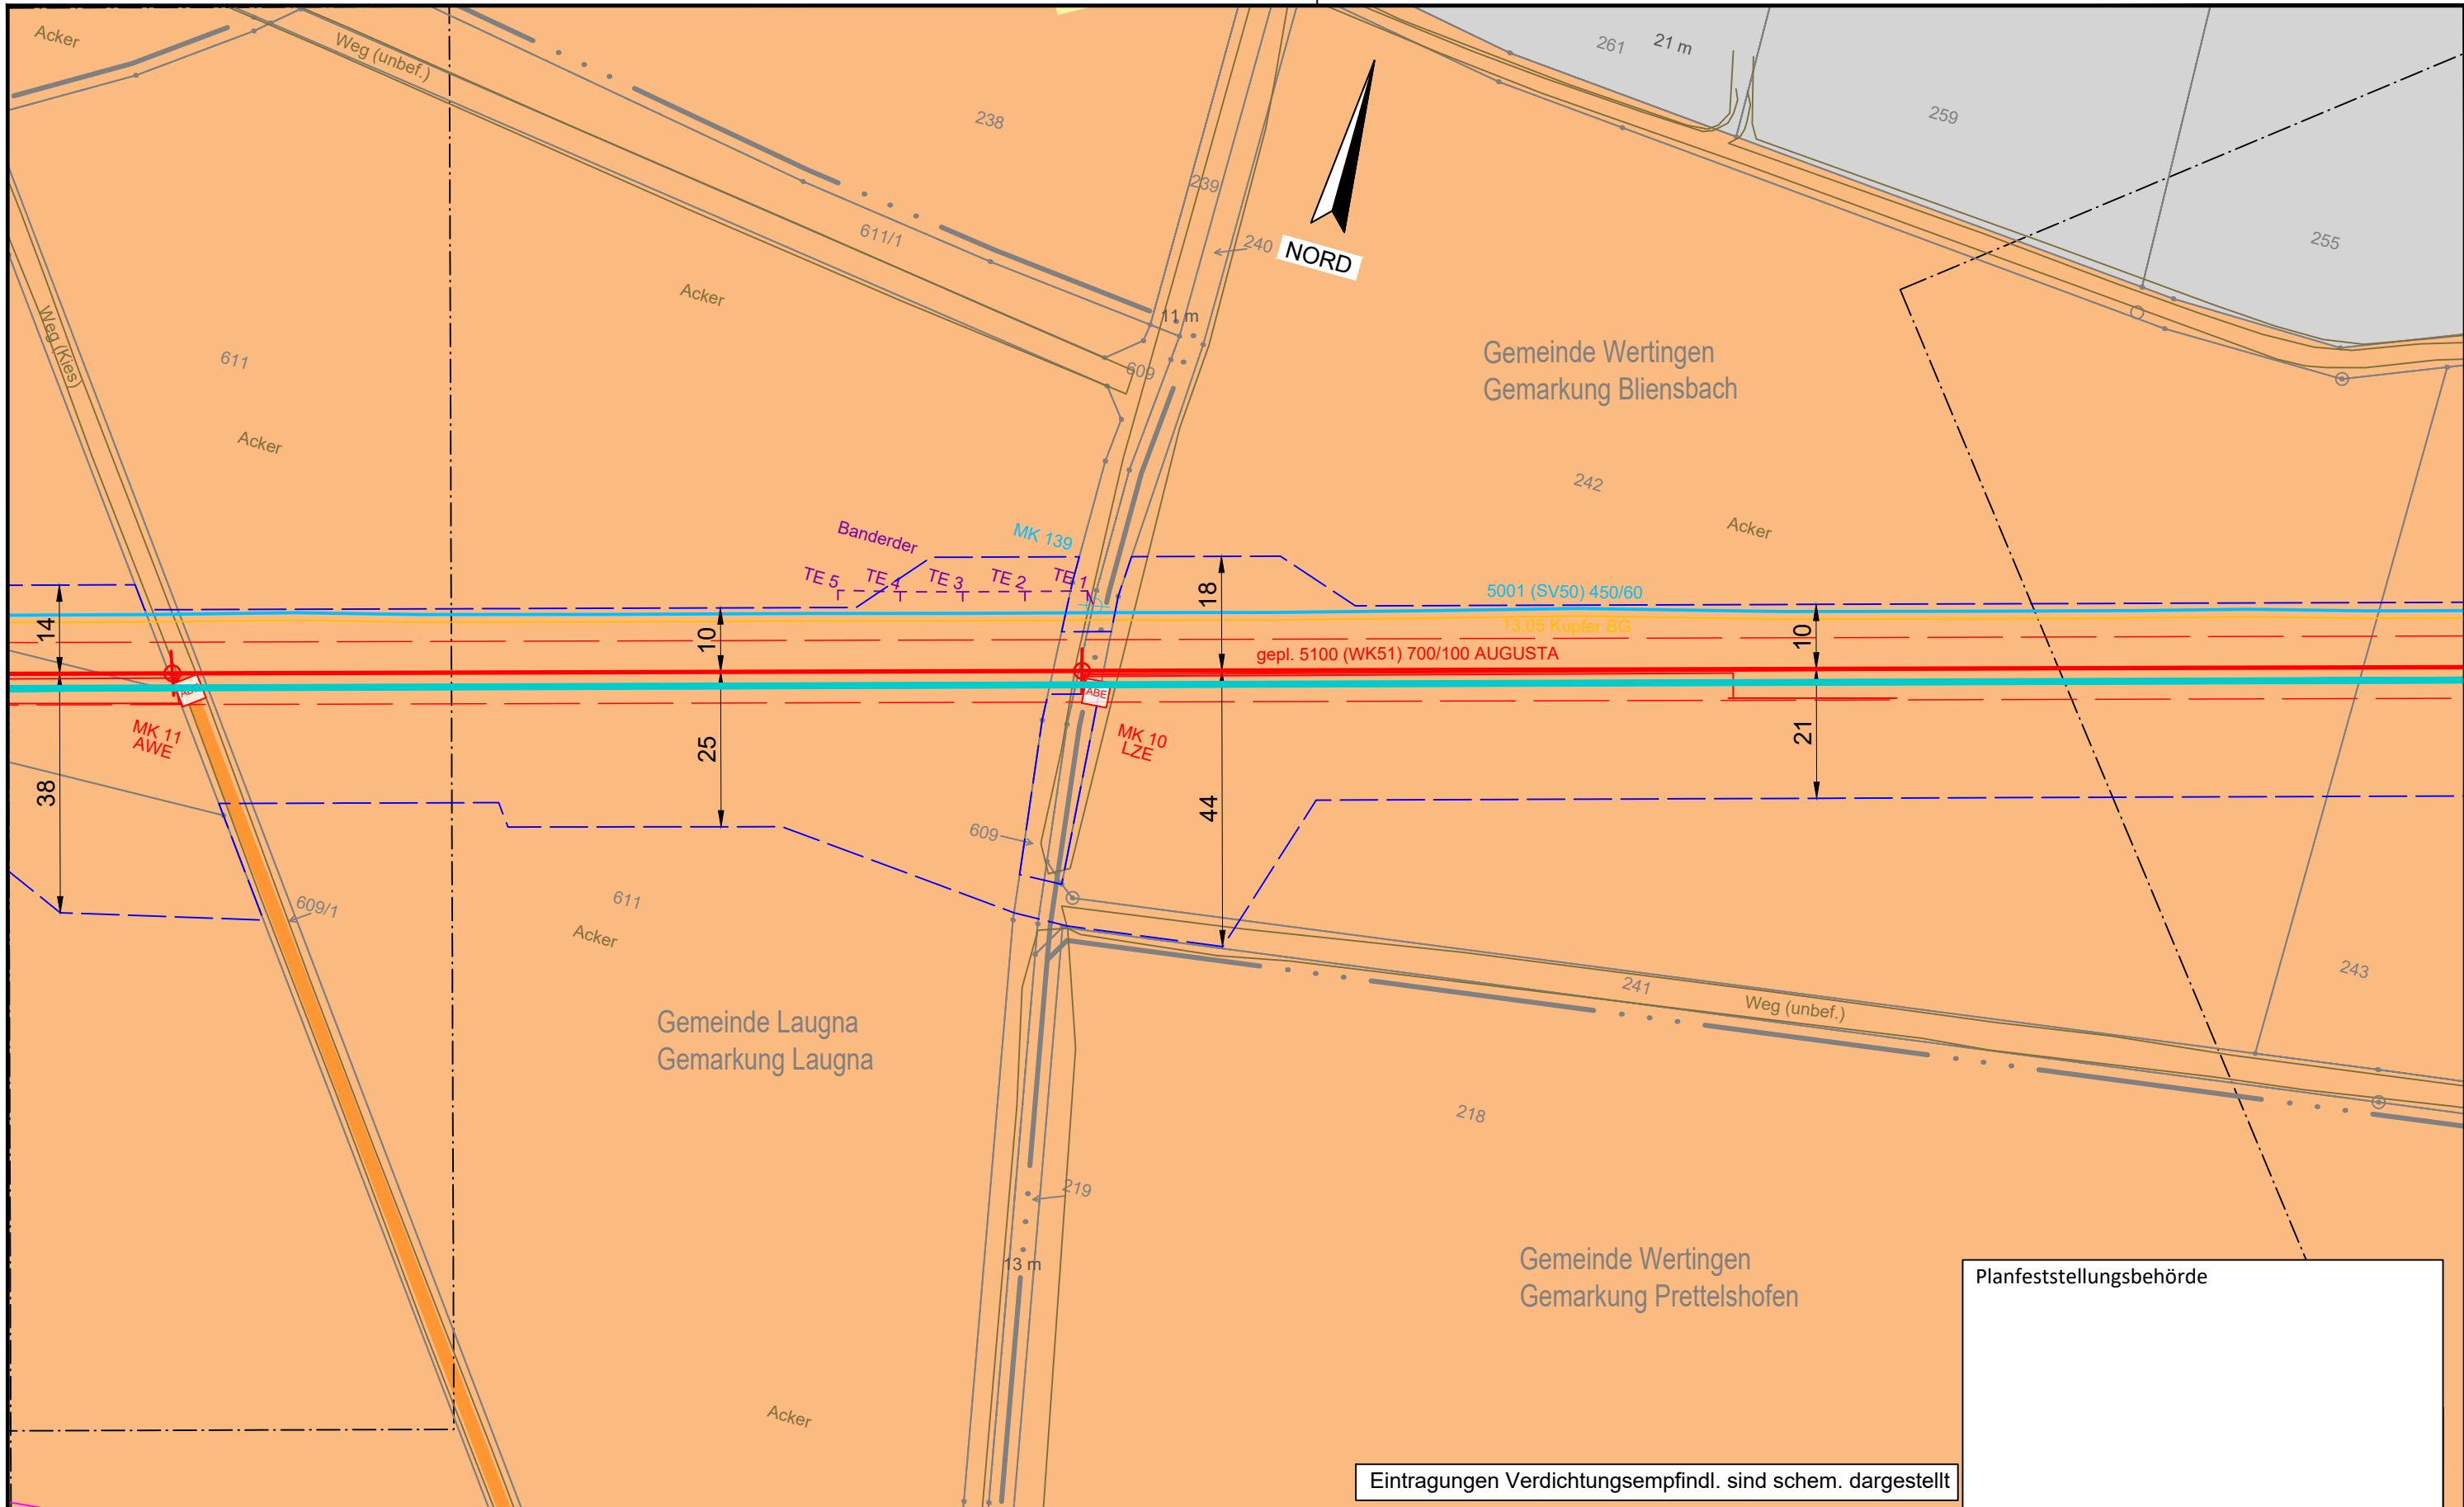 Acker
Weg (unbef.)
261
21 m
259
238
239
240
NORD
255
611/1
Acker
11 m
Weg (Kies)
611
609
Gemeinde Wertingen
Gemarkung Bliensbach
Acker
242
Acker
Banderder
MK 139
TE 5
TE 4
TE 3
TE 2
TE 1
5001 (SV50) 450/60
13.05 Kupfer BG
gepl. 5100 (WK51) 700/100 AUGUSTA
14
10
18
10
ABE
MK 11
AWE
MK 10
LZE
38
25
44
21
609
609/1
611
Acker
243
241
Weg (unbef.)
Gemeinde Laugna
Gemarkung Laugna
218
219
13 m
Gemeinde Wertingen
Gemarkung Prettelshofen
Planfeststellungsbehörde
Acker
Eintragungen Verdichtungsempfindl. sind schem. dargestellt